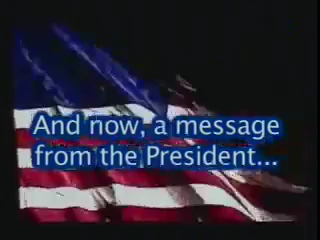 And now, a message
from the President...